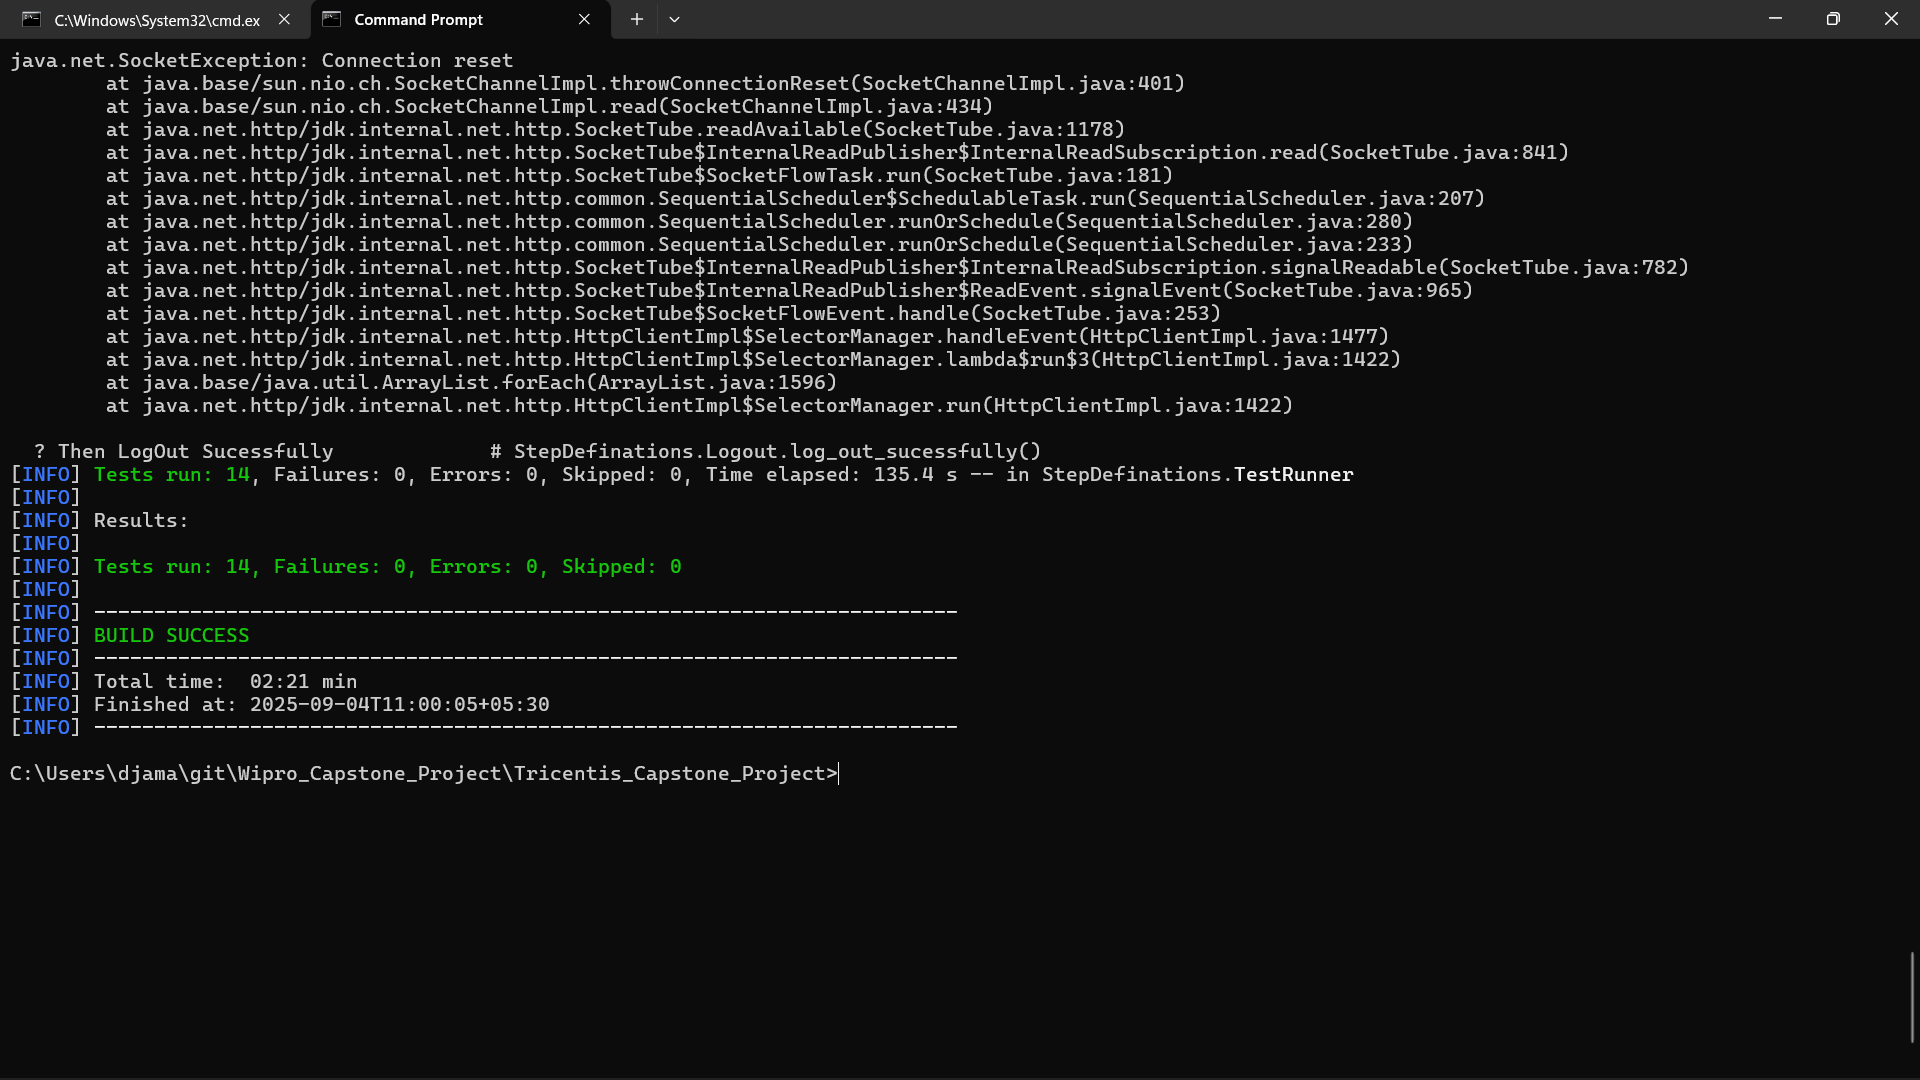 C:\Windows\System32\cmd.ex
Command Prompt
java.net.SocketException: Connection reset
        at java.base/sun.nio.ch.SocketChannelImpl.throwConnectionReset(SocketChannelImpl.java:401)
        at java.base/sun.nio.ch.SocketChannelImpl.read(SocketChannelImpl.java:434)
        at java.net.http/jdk.internal.net.http.SocketTube.readAvailable(SocketTube.java:1178)
        at java.net.http/jdk.internal.net.http.SocketTube$InternalReadPublisher$InternalReadSubscription.read(SocketTube.java:841)
        at java.net.http/jdk.internal.net.http.SocketTube$SocketFlowTask.run(SocketTube.java:181)
        at java.net.http/jdk.internal.net.http.common.SequentialScheduler$SchedulableTask.run(SequentialScheduler.java:207)
        at java.net.http/jdk.internal.net.http.common.SequentialScheduler.runOrSchedule(SequentialScheduler.java:280)
        at java.net.http/jdk.internal.net.http.common.SequentialScheduler.runOrSchedule(SequentialScheduler.java:233)
        at java.net.http/jdk.internal.net.http.SocketTube$InternalReadPublisher$InternalReadSubscription.signalReadable(SocketTube.java:782)
        at java.net.http/jdk.internal.net.http.SocketTube$InternalReadPublisher$ReadEvent.signalEvent(SocketTube.java:965)
        at java.net.http/jdk.internal.net.http.SocketTube$SocketFlowEvent.handle(SocketTube.java:253)
        at java.net.http/jdk.internal.net.http.HttpClientImpl$SelectorManager.handleEvent(HttpClientImpl.java:1477)
        at java.net.http/jdk.internal.net.http.HttpClientImpl$SelectorManager.lambda$run$3(HttpClientImpl.java:1422)
        at java.base/java.util.ArrayList.forEach(ArrayList.java:1596)
        at java.net.http/jdk.internal.net.http.HttpClientImpl$SelectorManager.run(HttpClientImpl.java:1422)
  ? Then LogOut Sucessfully             # StepDefinations.Logout.log_out_sucessfully()
[INFO] Tests run: 14, Failures: 0, Errors: 0, Skipped: 0, Time elapsed: 135.4 s -- in StepDefinations.TestRunner
[INFO]
[INFO] Results:
[INFO]
[INFO] Tests run: 14, Failures: 0, Errors: 0, Skipped: 0
[INFO]
[INFO] ------------------------------------------------------------------------
[INFO] BUILD SUCCESS
[INFO] ------------------------------------------------------------------------
[INFO] Total time:  02:21 min
[INFO] Finished at: 2025-09-04T11:00:05+05:30
[INFO] ------------------------------------------------------------------------
C:\Users\djama\git\Wipro_Capstone_Project\Tricentis_Capstone_Project>